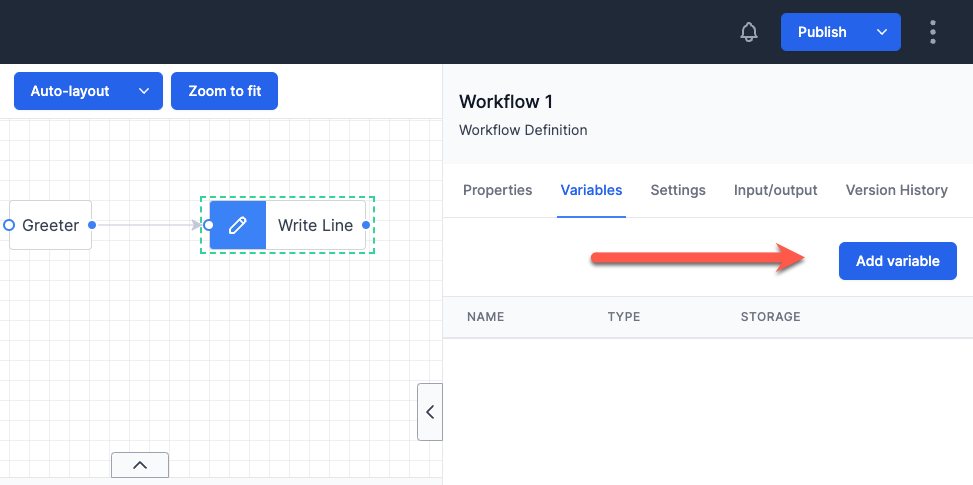 Publish
Auto-layout
Zoom to fit
Workflow 1
Workflow Definition
Properties Variables Settings Input/output Version History
Greeter
Write Line
Add variable
NAME TYPE STORAGE